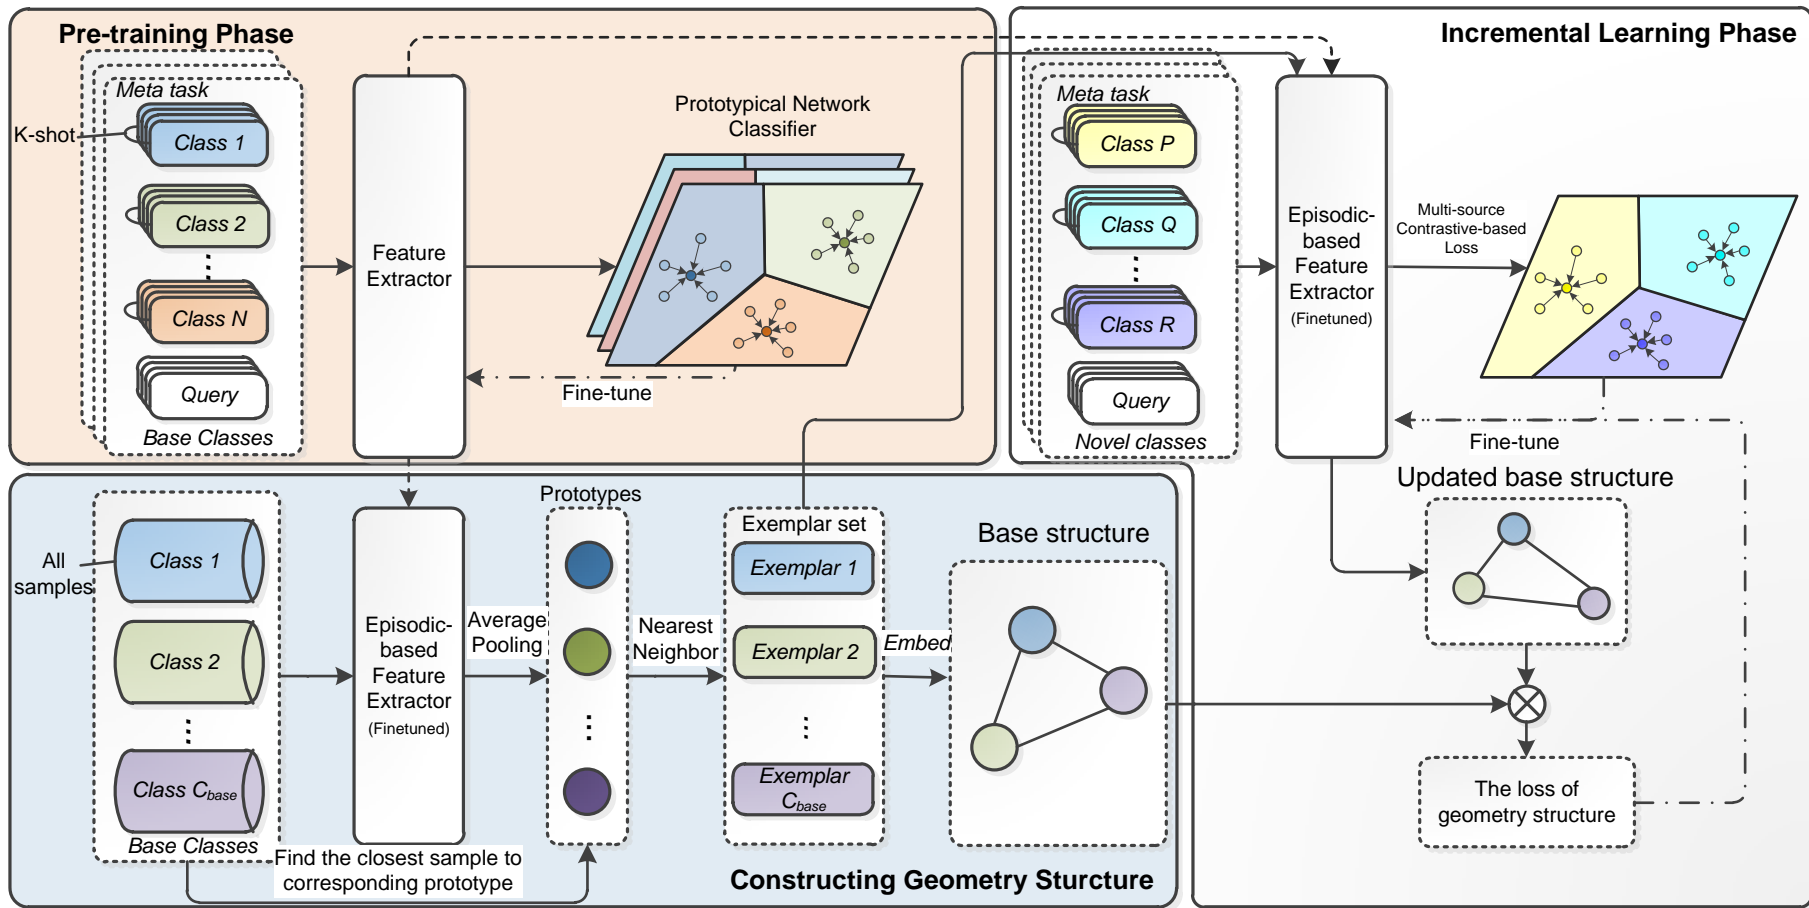 Pre-training Phase
Meta task
K-shot
Class 1
Class 2
Class N
Query
Base Classes
Feature
Extractor
Prototypical Network
Classifier
Fine-tune
Incremental Learning Phase
Meta task
Class P
Class Q
Class R
Query
Novel classes
Episodic-
based
Feature
Extractor
(Finetuned)
Multi-source
Contrastive-based
Loss
Fine-tune
Updated base structure
The loss of
geometry structure
All
samples
Class 1
Class 2
Class C_base
Base Classes
Episodic-
based
Feature
Extractor
(Finetuned)
Average
Pooling
Prototypes
Nearest
Neighbor
Exemplar set
Exemplar 1
Exemplar 2
Exemplar
C_base
Embed
Base structure
Find the closest sample to
corresponding prototype
Constructing Geometry Sturcture